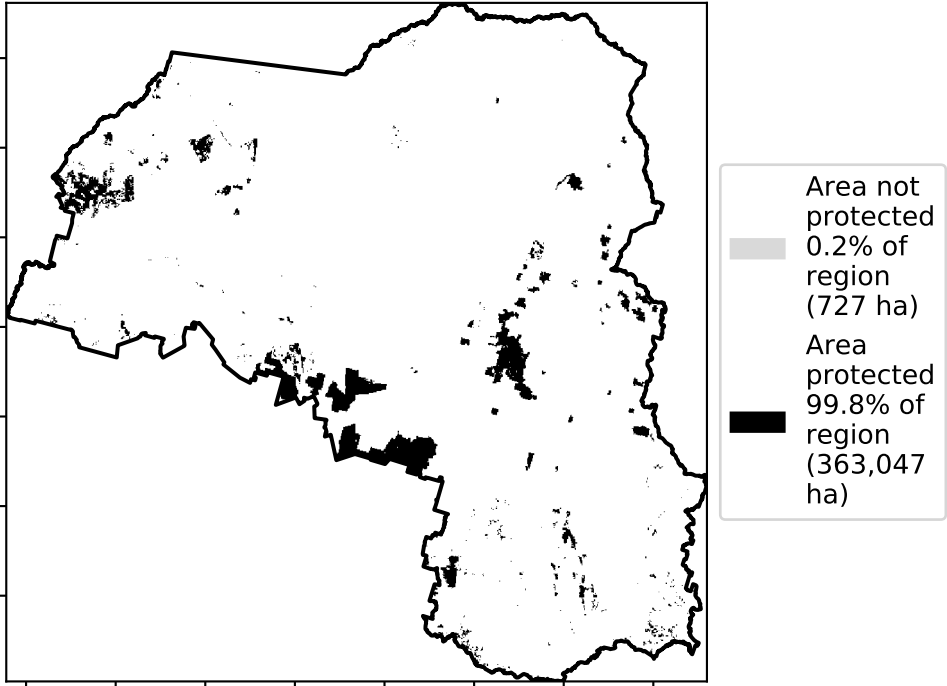 Area not
protected
0.2% of
region
(727 ha)
Area
protected
99.8% of
region
(363,047
ha)